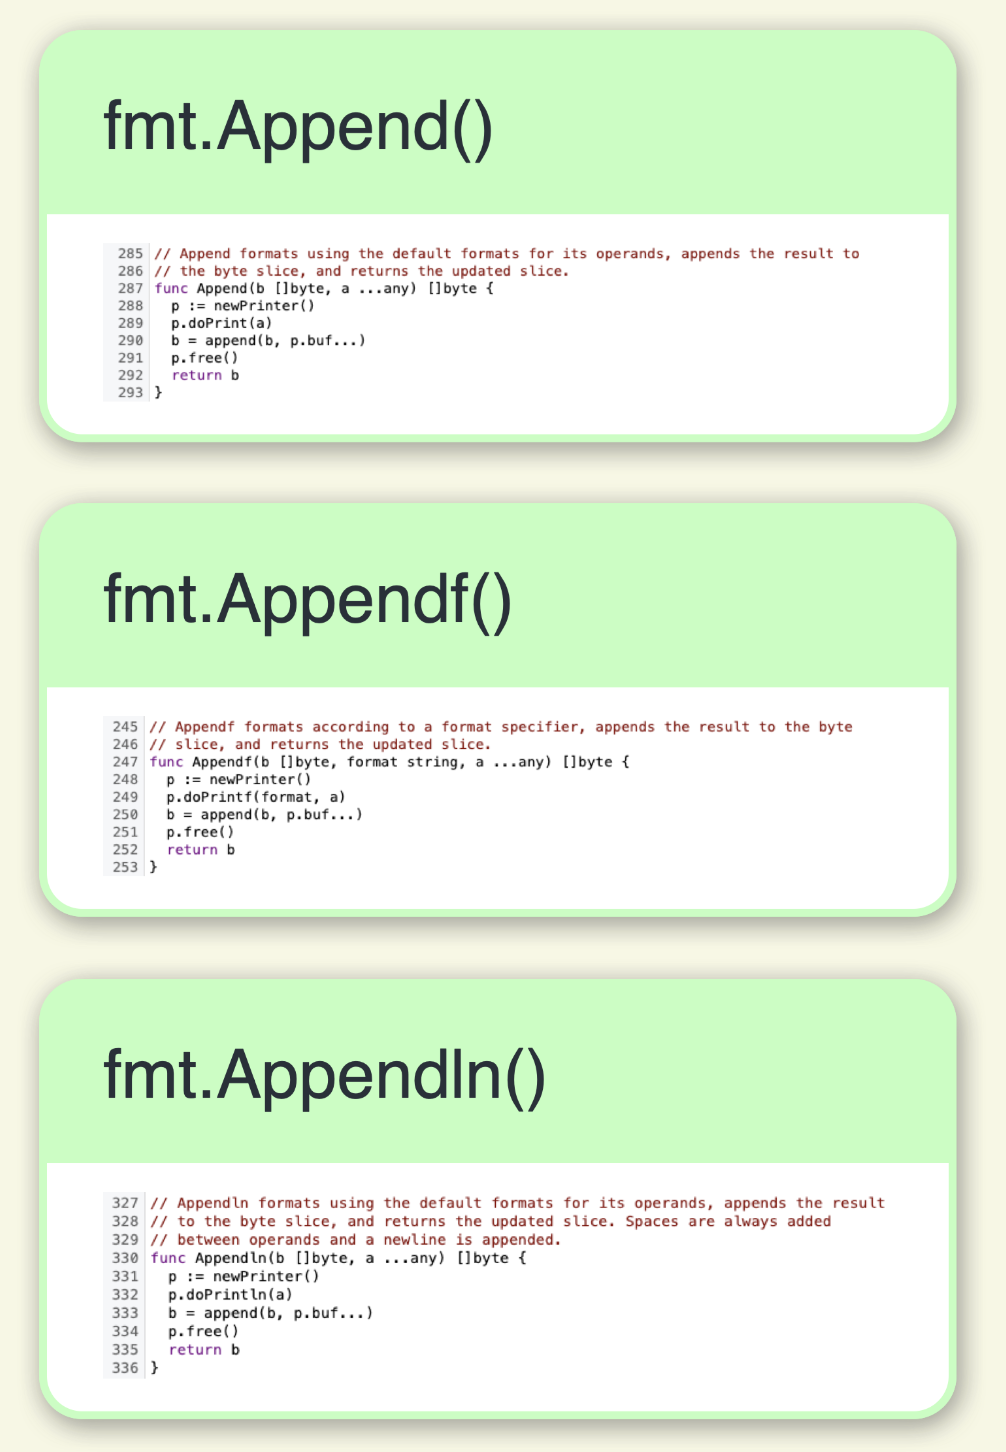 fmt.Append()
285 // Append formats using the default formats for its operands, appends the result to
286 // the byte slice, and returns the updated slice.
287 func Append(b []byte, a ...any) []byte {
288   p := newPrinter()
289   p.doPrint(a)
290   b = append(b, p.buf...)
291   p.free()
292   return b
293 }
fmt.Appendf()
245 // Appendf formats according to a format specifier, appends the result to the byte
246 // slice, and returns the updated slice.
247 func Appendf(b []byte, format string, a ...any) []byte {
248   p := newPrinter()
249   p.doPrintf(format, a)
250   b = append(b, p.buf...)
251   p.free()
252   return b
253 }
fmt.Appendln()
327 // Appendln formats using the default formats for its operands, appends the result
328 // to the byte slice, and returns the updated slice. Spaces are always added
329 // between operands and a newline is appended.
330 func Appendln(b []byte, a ...any) []byte {
331   p := newPrinter()
332   p.doPrintln(a)
333   b = append(b, p.buf...)
334   p.free()
335   return b
336 }